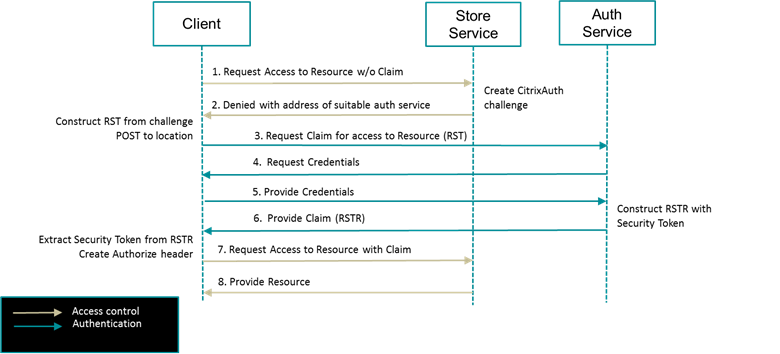 Client
Store
Service
Auth
Service
1. Request Access to Resource w/o Claim
Create CitrixAuth
challenge
2. Denied with address of suitable auth service
Construct RST from challenge
POST to location
3. Request Claim for access to Resource (RST)
4. Request Credentials
5. Provide Credentials
6. Provide Claim (RSTR)
Construct RSTR with
Security Token
Extract Security Token from RSTR
Create Authorize header
7. Request Access to Resource with Claim
8. Provide Resource
Access control
Authentication